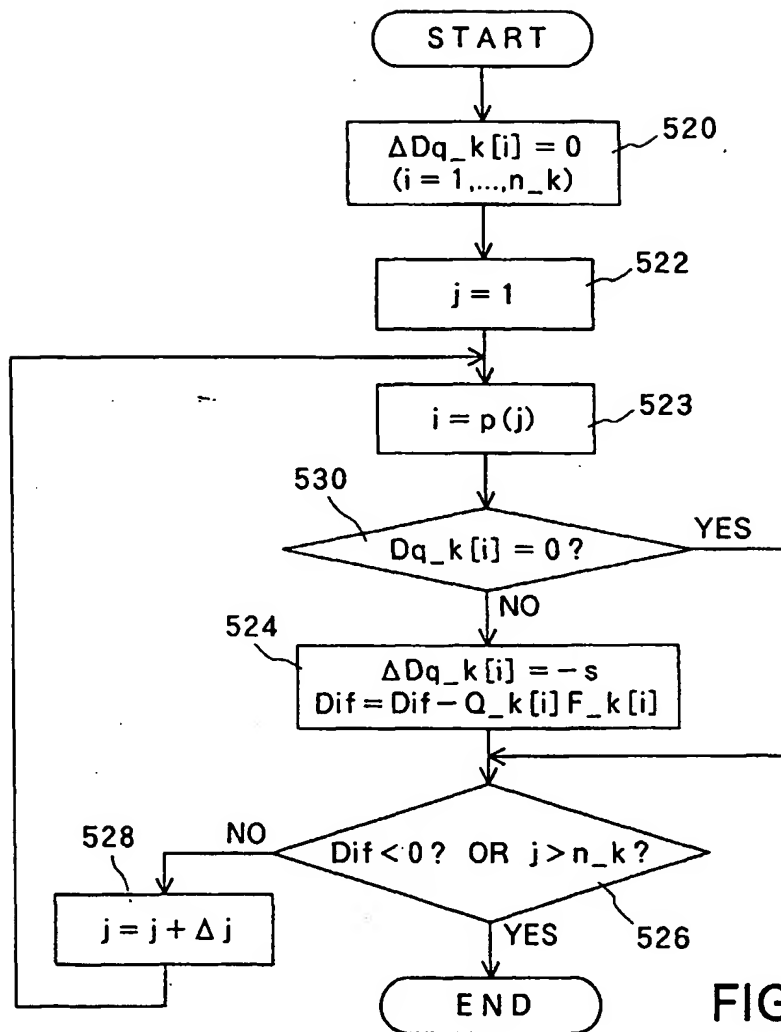 START
520
ΔDq_k[i]=0
(i=1,...,n_k)
522
j=1
i=p(j)
523
530
Dq_k[i]=0?
YES
NO
524
ΔDq_k[i]=-s
Dif=Dif-Q_k[i]F_k[i]
528
NO
Dif<0? OR j>n_k?
j=j+Δj
526
YES
END
FIG